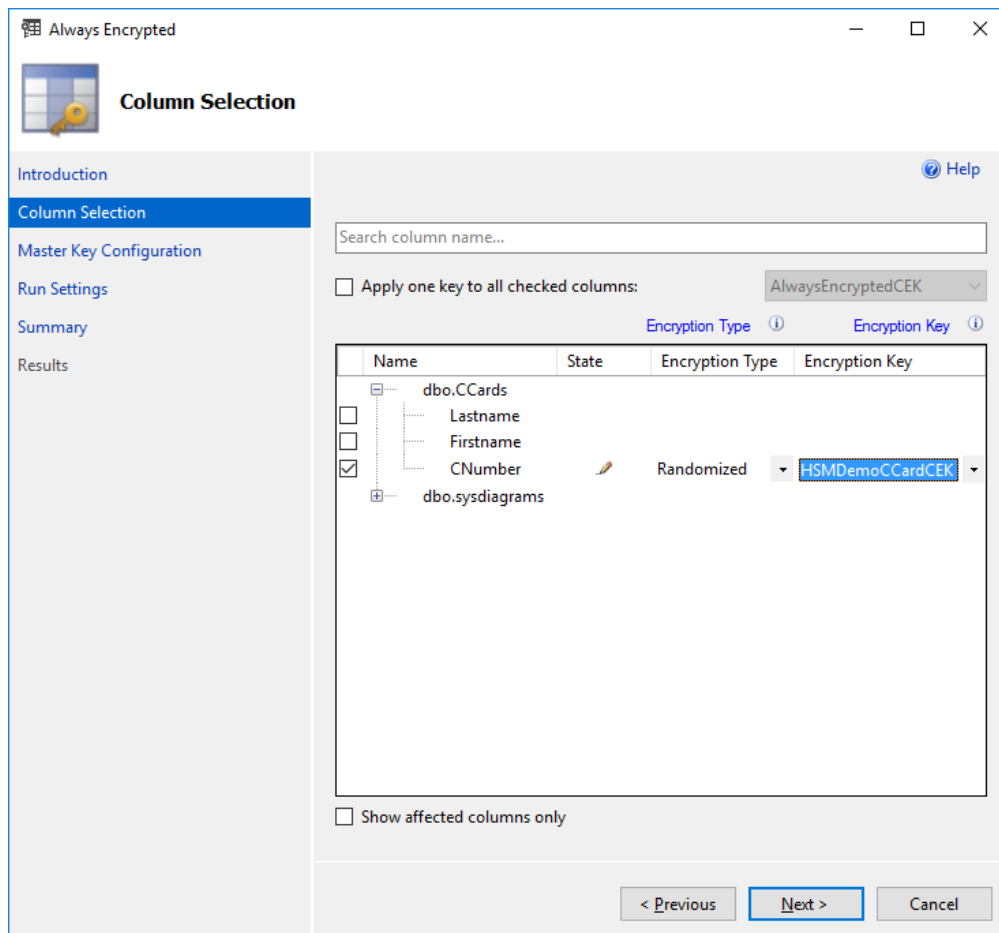 Always Encrypted
Column Selection
Introduction
Column Selection
Master Key Configuration
Run Settings
Summary
Results
Help
Search column name...
Apply one key to all checked columns: AlwaysEncryptedCEK
Encryption Type Encryption Key
Name State Encryption Type Encryption Key
dbo.CCards
Lastname
Firstname
CNumber Randomized HSMDemoCCardCEK
dbo.sysdiagrams
Show affected columns only
< Previous Next > Cancel